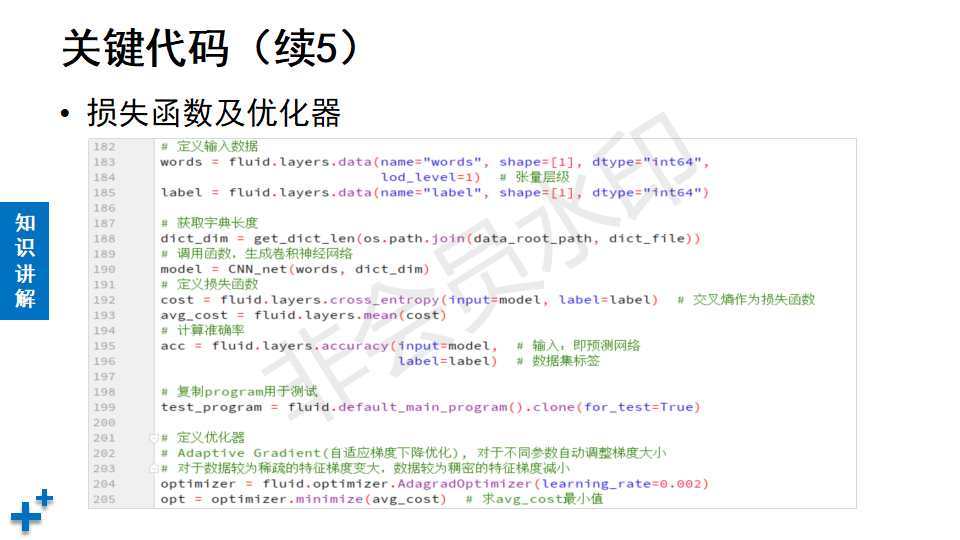 关键代码（续5）
• 损失函数及优化器
知识讲解
182 # 定义输入数据
183 words = fluid.layers.data(name="words", shape=[1], dtype="int64",
184 lod_level=1) # 张量层级
185 label = fluid.layers.data(name="label", shape=[1], dtype="int64")
186
187 # 获取字典长度
188 dict_dim = get_dict_len(os.path.join(data_root_path, dict_file))
189 # 调用函数，生成卷积神经网络
190 model = CNN_net(words, dict_dim)
191 # 定义损失函数
192 cost = fluid.layers.cross_entropy(input=model, label=label) # 交叉熵作为损失函数
193 avg_cost = fluid.layers.mean(cost)
194 # 计算准确率
195 acc = fluid.layers.accuracy(input=model, # 输入：即预测网络
196 label=label) # 数据集标签
197
198 # 复制program用于测试
199 test_program = fluid.default_main_program().clone(for_test=True)
200
201 # 定义优化器
202 # Adaptive Gradient(自适应梯度下降优化), 对于不同参数自动调整梯度大小
203 # 对于数据较为稀疏的特征梯度变大，数据较为稠密的特征梯度减小
204 optimizer = fluid.optimizer.AdagradOptimizer(learning_rate=0.002)
205 opt = optimizer.minimize(avg_cost) # 求avg_cost最小值
非会员水印